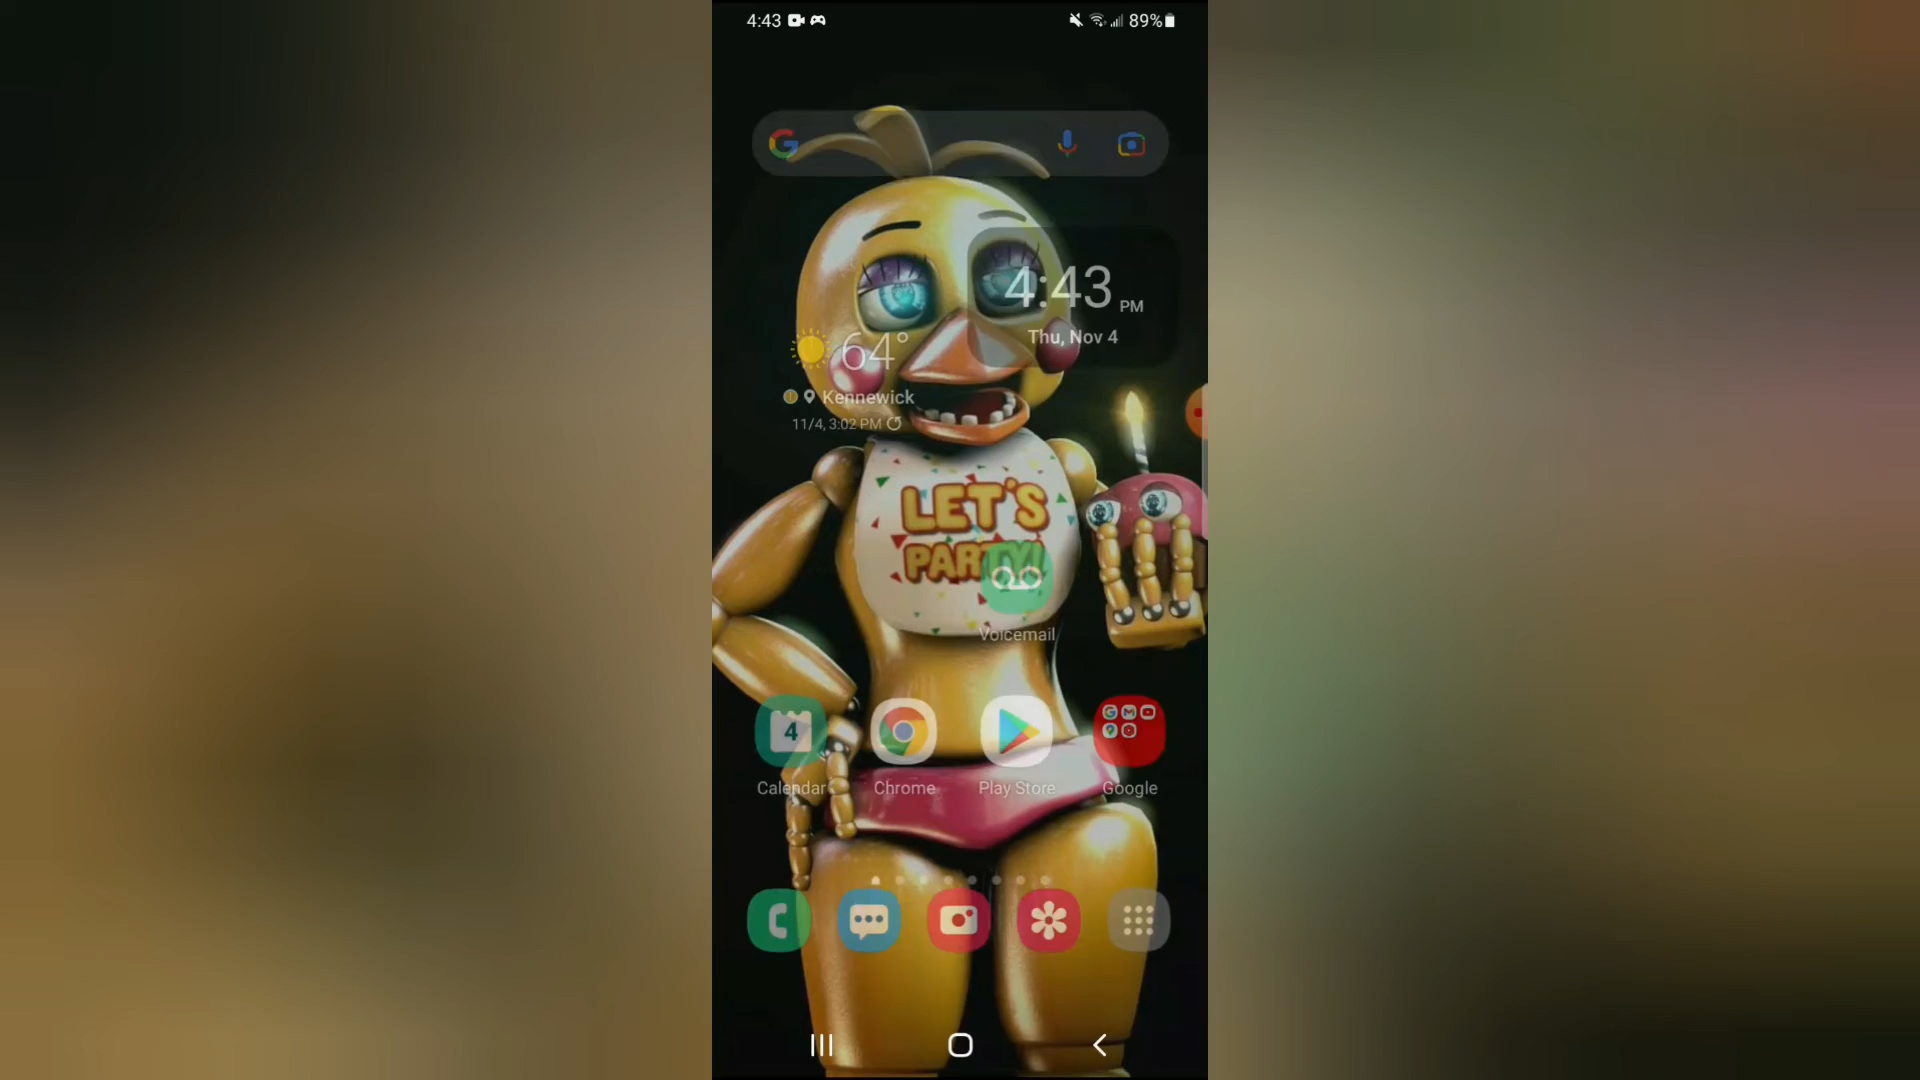 4:43
89%
4:43 PM
Thu, Nov 4
64°
Kennewick
11/4, 3:02 PM
LET'S
PARTY!
Voicemail
4
Calendar
Chrome
Play Store
Google